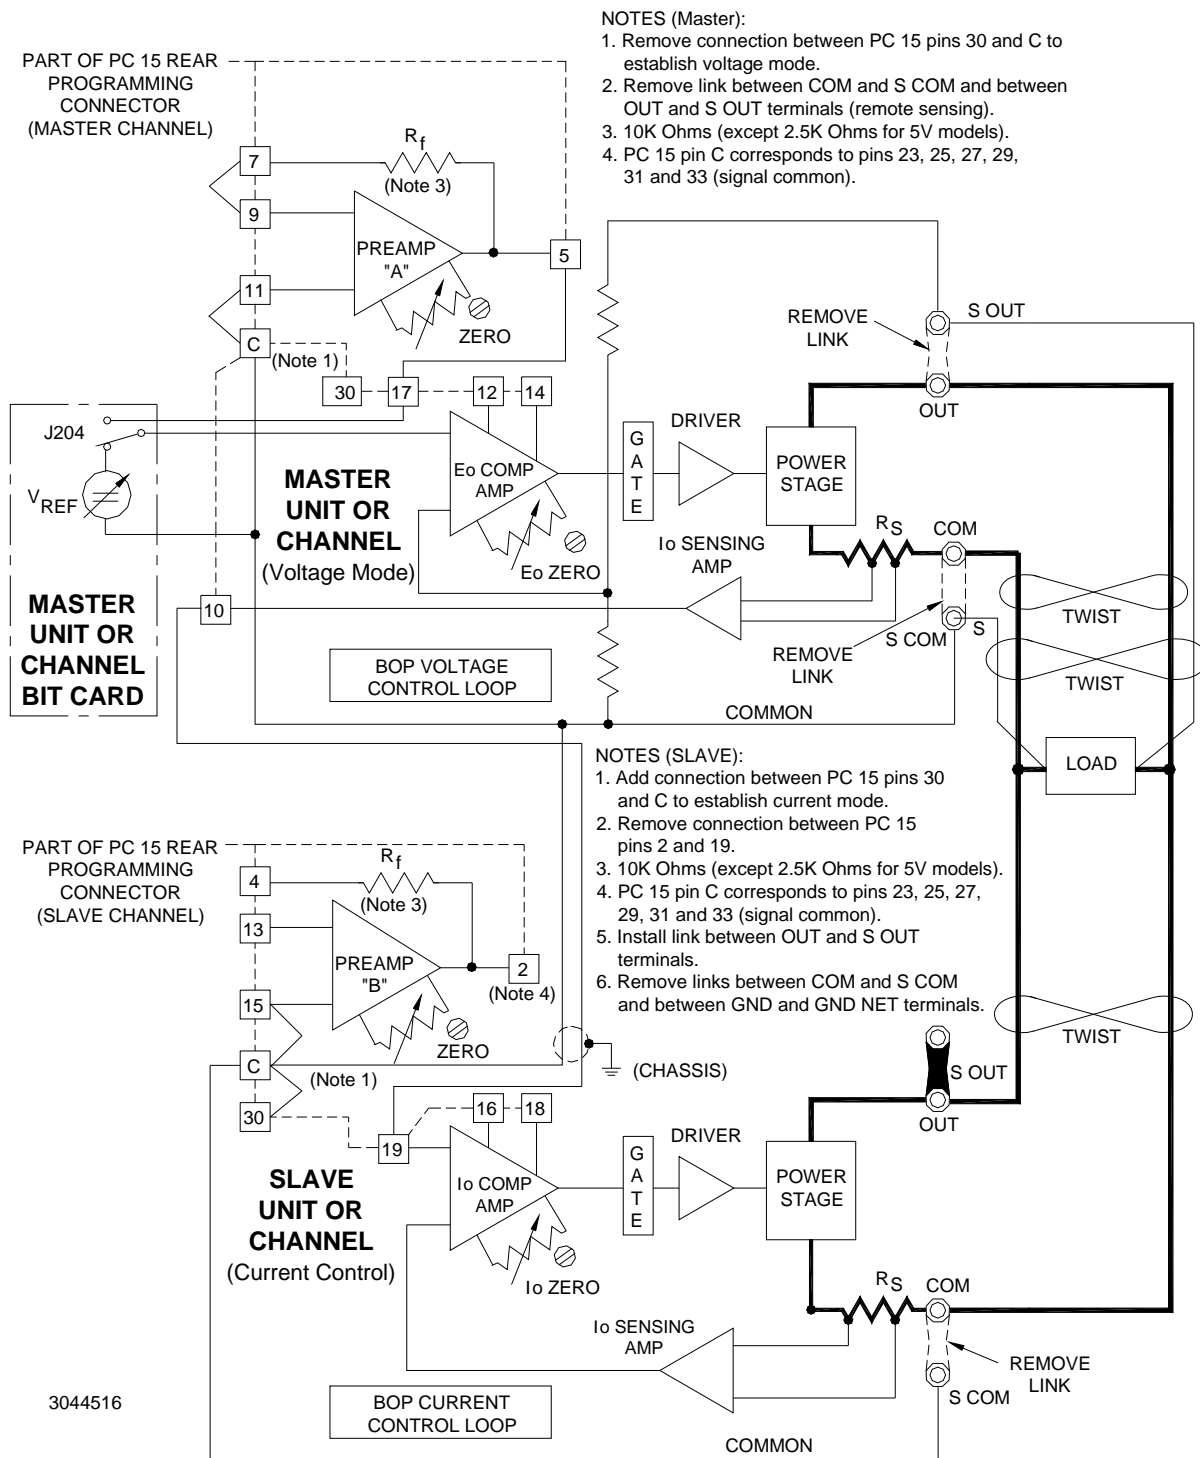 NOTES (Master):
1. Remove connection between PC 15 pins 30 and C to
establish voltage mode.
2. Remove link between COM and S COM and between
OUT and S OUT terminals (remote sensing).
3. 10K Ohms (except 2.5K Ohms for 5V models).
4. PC 15 pin C corresponds to pins 23, 25, 27, 29,
31 and 33 (signal common).
PART OF PC 15 REAR
PROGRAMMING
CONNECTOR
(MASTER CHANNEL)
7
Rf
(Note 3)
9
PREAMP
"A"
5
11
ZERO
C
(Note 1)
30
17
12
14
REMOVE
LINK
S OUT
OUT
J204
VREF
MASTER
UNIT OR
CHANNEL
(Voltage Mode)
Eo COMP
AMP
Eo ZERO
GATE
DRIVER
POWER
STAGE
RS
COM
Io SENSING
AMP
MASTER
UNIT OR
CHANNEL
BIT CARD
10
S COM
S
REMOVE
LINK
TWIST
TWIST
BOP VOLTAGE
CONTROL LOOP
COMMON
LOAD
NOTES (SLAVE):
1. Add connection between PC 15 pins 30
and C to establish current mode.
2. Remove connection between PC 15
pins 2 and 19.
3. 10K Ohms (except 2.5K Ohms for 5V models).
4. PC 15 pin C corresponds to pins 23, 25, 27,
29, 31 and 33 (signal common).
5. Install link between OUT and S OUT
terminals.
6. Remove links between COM and S COM
and between GND and GND NET terminals.
PART OF PC 15 REAR
PROGRAMMING
CONNECTOR
(SLAVE CHANNEL)
4
Rf
(Note 3)
13
PREAMP
"B"
2
(Note 4)
15
ZERO
C
(Note 1)
30
(CHASSIS)
TWIST
S OUT
OUT
19
16
18
SLAVE
UNIT OR
CHANNEL
(Current Control)
Io COMP
AMP
Io ZERO
GATE
DRIVER
POWER
STAGE
RS
COM
Io SENSING
AMP
REMOVE
LINK
S COM
3044516
BOP CURRENT
CONTROL LOOP
COMMON